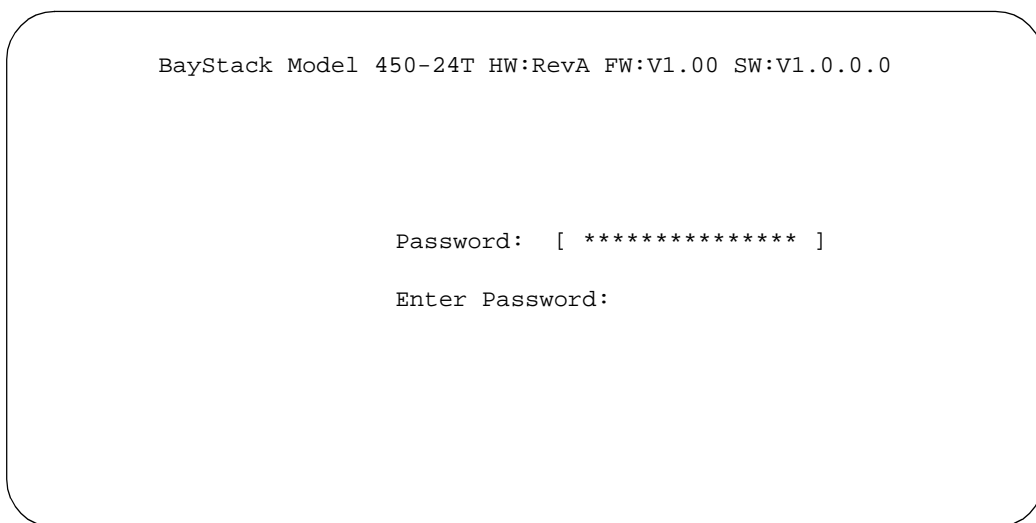 BayStack Model 450-24T HW:RevA FW:V1.00 SW:V1.0.0.0
Password: [ *************** ]
Enter Password: